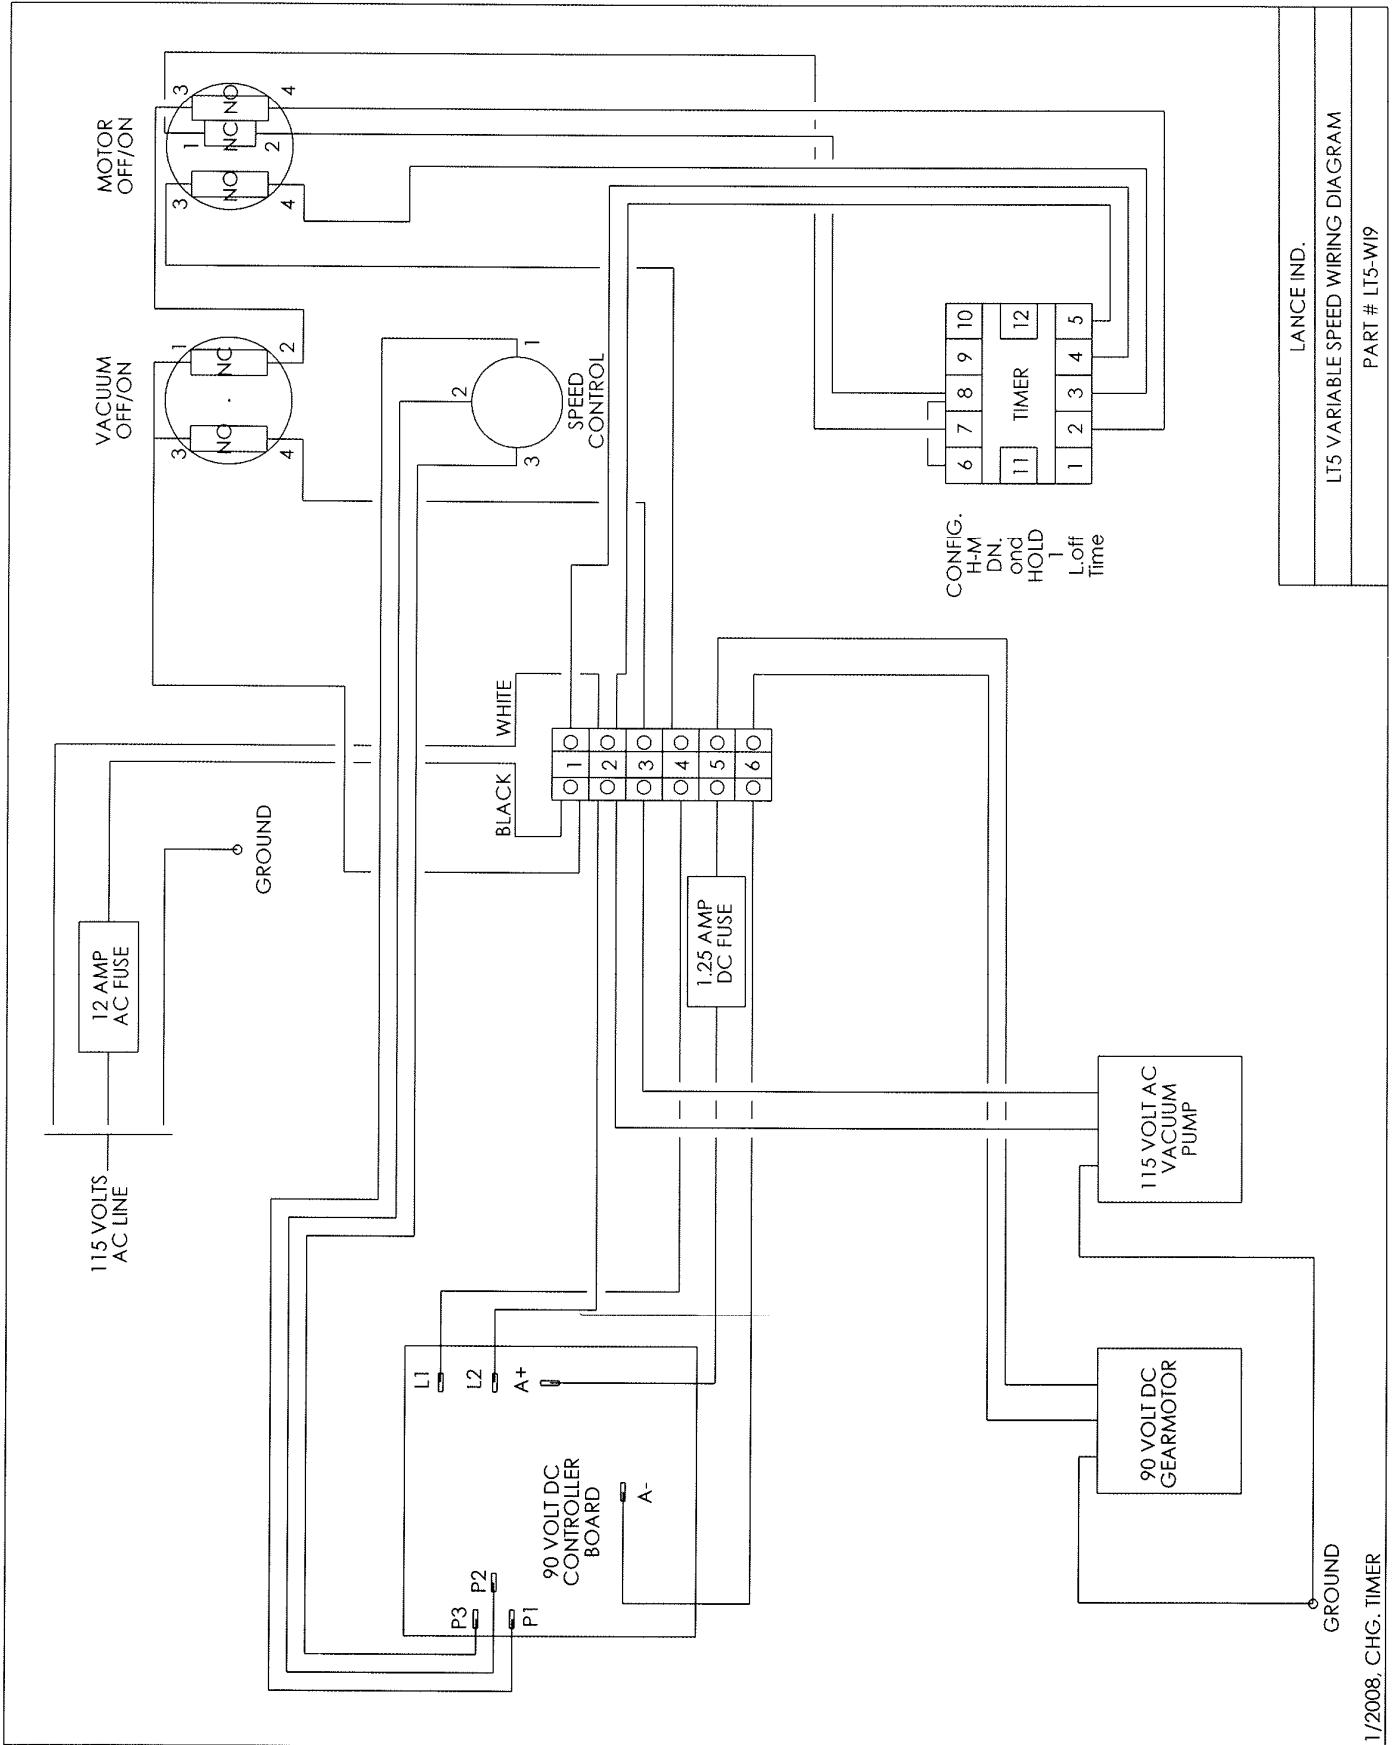 115 VOLTS
AC LINE
12 AMP
AC FUSE
GROUND
VACUUM
OFF/ON
3
NO
4
1
NC
2
MOTOR
OFF/ON
3
NO
4
1
NC
2
3
NO
4
SPEED
CONTROL
1
2
3
BLACK
WHITE
1
2
3
4
5
6
1.25 AMP
DC FUSE
L1
L2
A+
A-
P3
P2
P1
90 VOLT DC
CONTROLLER
BOARD
CONFIG.
H-M
DN.
ond
HOLD
1
L.off
Time
6
7
8
9
10
11
TIMER
12
1
2
3
4
5
90 VOLT DC
GEARMOTOR
115 VOLT AC
VACUUM
PUMP
GROUND
1/2008, CHG. TIMER
LANCE IND.
LT5 VARIABLE SPEED WIRING DIAGRAM
PART # LT5-WI9